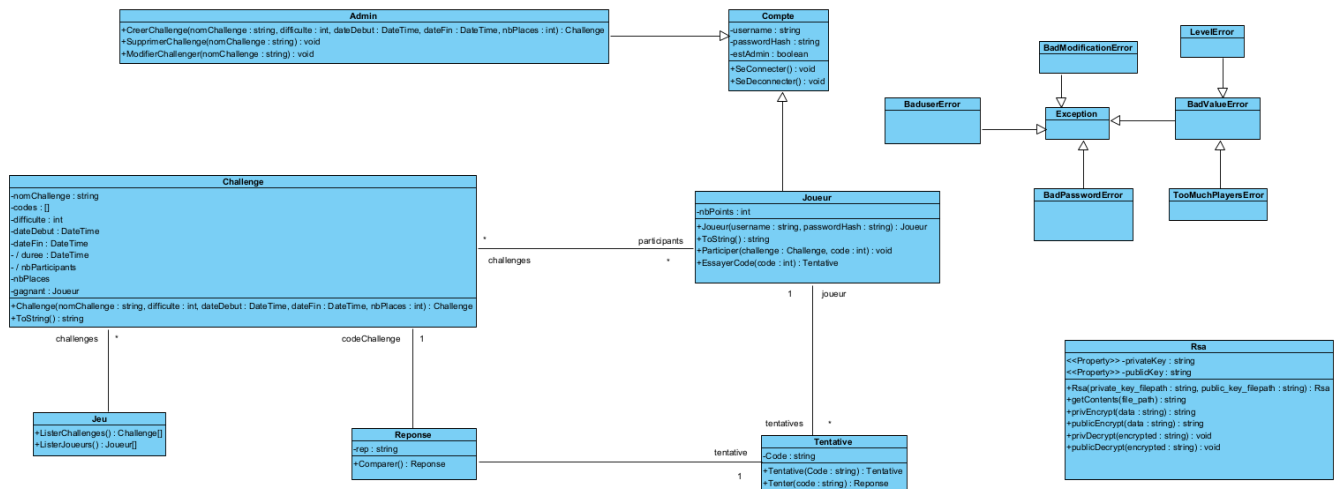 Admin
+CreerChallenge(nomChallenge : string, difficulte : int, dateDebut : DateTime, dateFin : DateTime, nbPlaces : int) : Challenge
+SupprimerChallenge(nomChallenge : string) : void
+ModifierChallenger(nomChallenge : string) : void
Compte
-username : string
-passwordHash : string
-estAdmin : boolean
+SeConnecter() : void
+SeDeconnecter() : void
BadModificationError
LevelError
BaduserError
Exception
BadValueError
BadPasswordError
TooMuchPlayersError
Challenge
-nomChallenge : string
-codes : []
-difficulte : int
-dateDebut : DateTime
-dateFin : DateTime
- / duree : DateTime
- / nbParticipants
-nbPlaces
-gagnant : Joueur
+Challenge(nomChallenge : string, difficulte : int, dateDebut : DateTime, dateFin : DateTime, nbPlaces : int) : Challenge
+ToString() : string
*
challenges
participants
*
Joueur
-nbPoints : int
+Joueur(username : string, passwordHash : string) : Joueur
+ToString() : string
+Participer(challenge : Challenge, code : int) : void
+EssayerCode(code : int) : Tentative
1
joueur
challenges
*
codeChallenge
1
Jeu
+ListerChallenges() : Challenge[]
+ListerJoueurs() : Joueur[]
Reponse
-rep : string
+Comparer() : Reponse
tentative
1
tentatives
*
Tentative
-Code : string
+Tentative(Code : string) : Tentative
+Tenter(code : string) : Reponse
Rsa
<<Property>> -privateKey : string
<<Property>> -publicKey : string
+Rsa(private_key_filepath : string, public_key_filepath : string) : Rsa
+getContents(file_path) : string
+privEncrypt(data : string) : string
+publicEncrypt(data : string) : string
+privDecrypt(encrypted : string) : void
+publicDecrypt(encrypted : string) : void